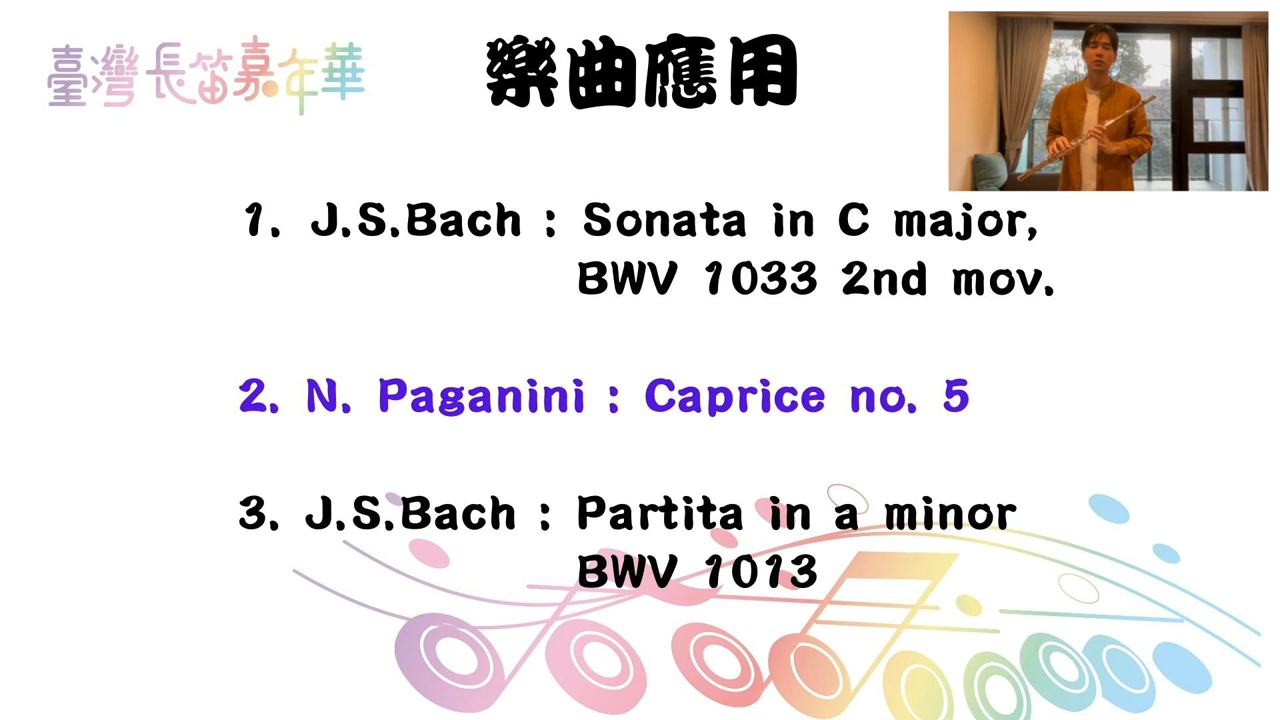 臺灣長笛嘉年華
樂曲應用
1. J.S.Bach : Sonata in C major,
BWV 1033 2nd mov.
2. N. Paganini : Caprice no. 5
3. J.S.Bach : Partita in a minor
BWV 1013